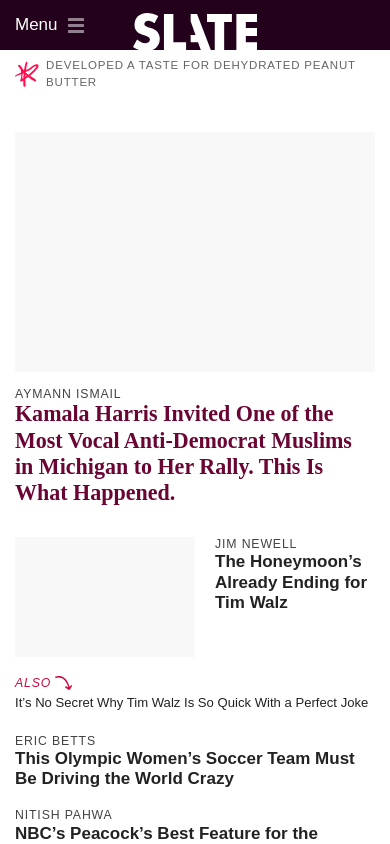 Menu
SLATE
DEVELOPED A TASTE FOR DEHYDRATED PEANUT
BUTTER
AYMANN ISMAIL
Kamala Harris Invited One of the
Most Vocal Anti-Democrat Muslims
in Michigan to Her Rally. This Is
What Happened.
JIM NEWELL
The Honeymoon’s
Already Ending for
Tim Walz
ALSO
It’s No Secret Why Tim Walz Is So Quick With a Perfect Joke
ERIC BETTS
This Olympic Women’s Soccer Team Must
Be Driving the World Crazy
NITISH PAHWA
NBC’s Peacock’s Best Feature for the